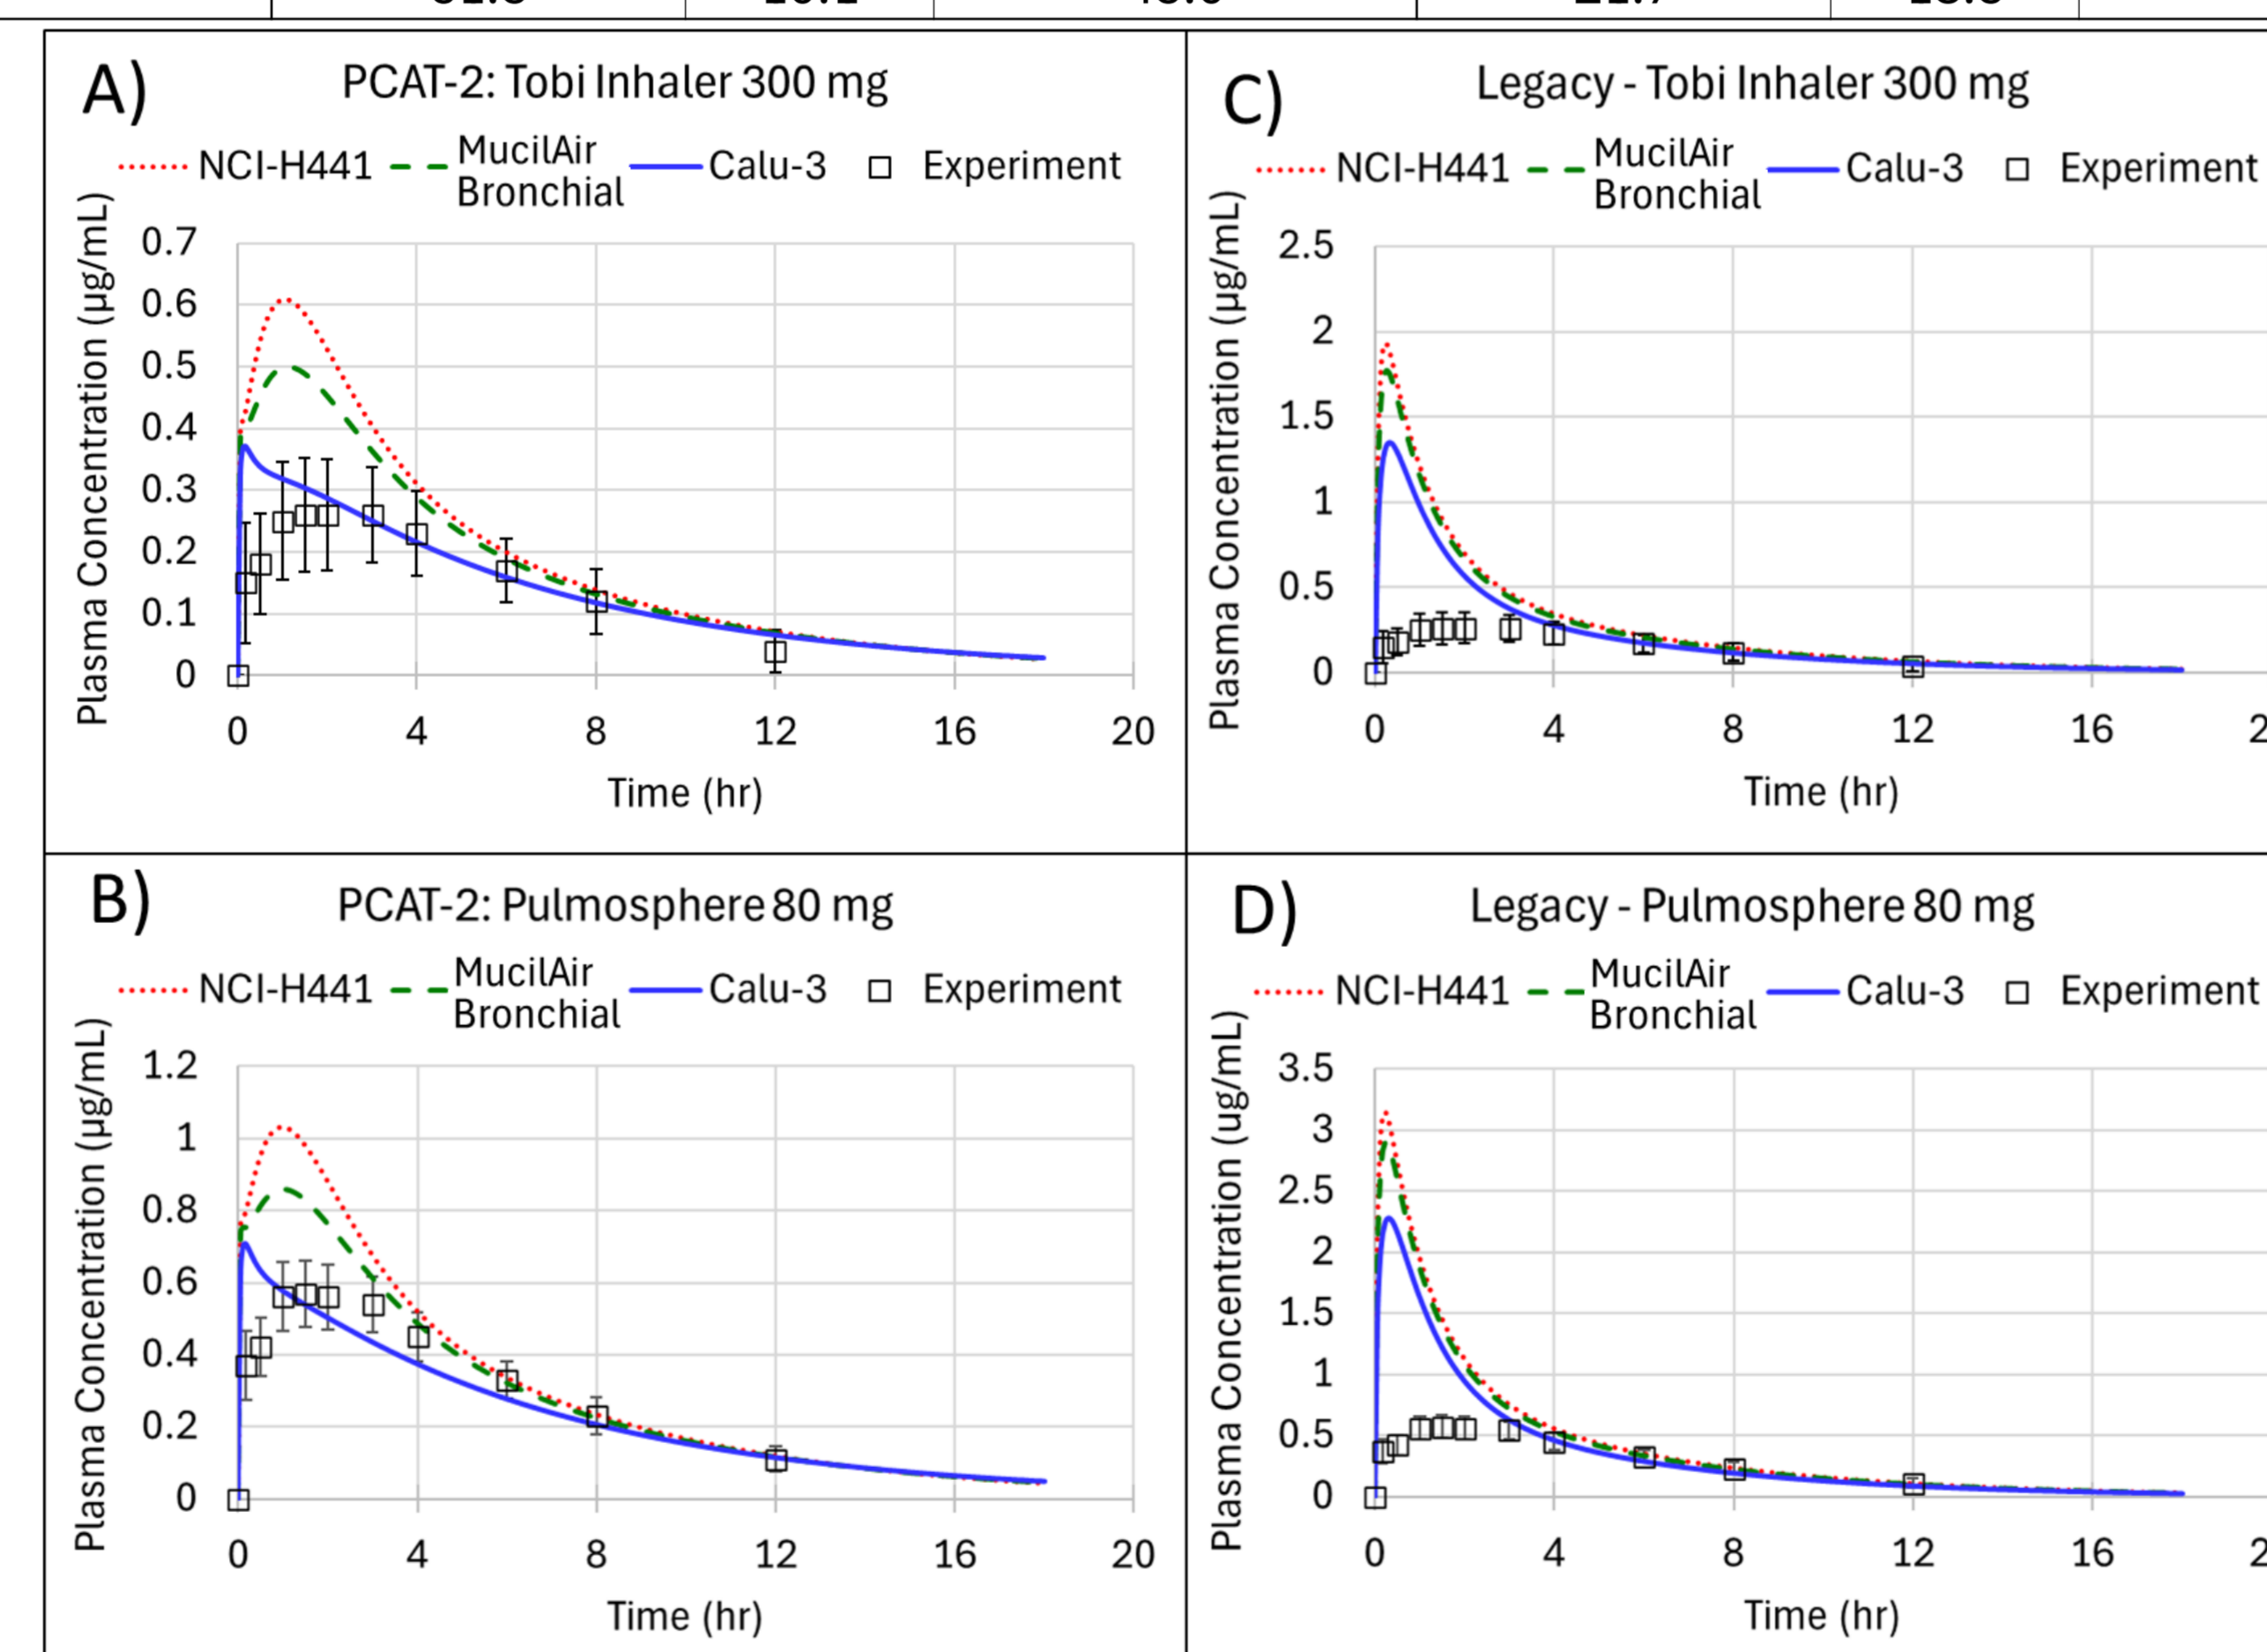 A)
PCAT-2: Tobi Inhaler 300 mg
NCI-H441 MucilAir Bronchial Calu-3 Experiment
Plasma Concentration (µg/mL)
0.7
0.6
0.5
0.4
0.3
0.2
0.1
0
0 4 8 12 16 20
Time (hr)
C)
Legacy - Tobi Inhaler 300 mg
NCI-H441 MucilAir Bronchial Calu-3 Experiment
Plasma Concentration (µg/mL)
2.5
2
1.5
1
0.5
0
0 4 8 12 16
Time (hr)
B)
PCAT-2: Pulmosphere 80 mg
NCI-H441 MucilAir Bronchial Calu-3 Experiment
Plasma Concentration (µg/mL)
1.2
1
0.8
0.6
0.4
0.2
0
0 4 8 12 16 20
Time (hr)
D)
Legacy - Pulmosphere 80 mg
NCI-H441 MucilAir Bronchial Calu-3 Experiment
Plasma Concentration (ug/mL)
3.5
3
2.5
2
1.5
1
0.5
0
0 4 8 12 16
Time (hr)